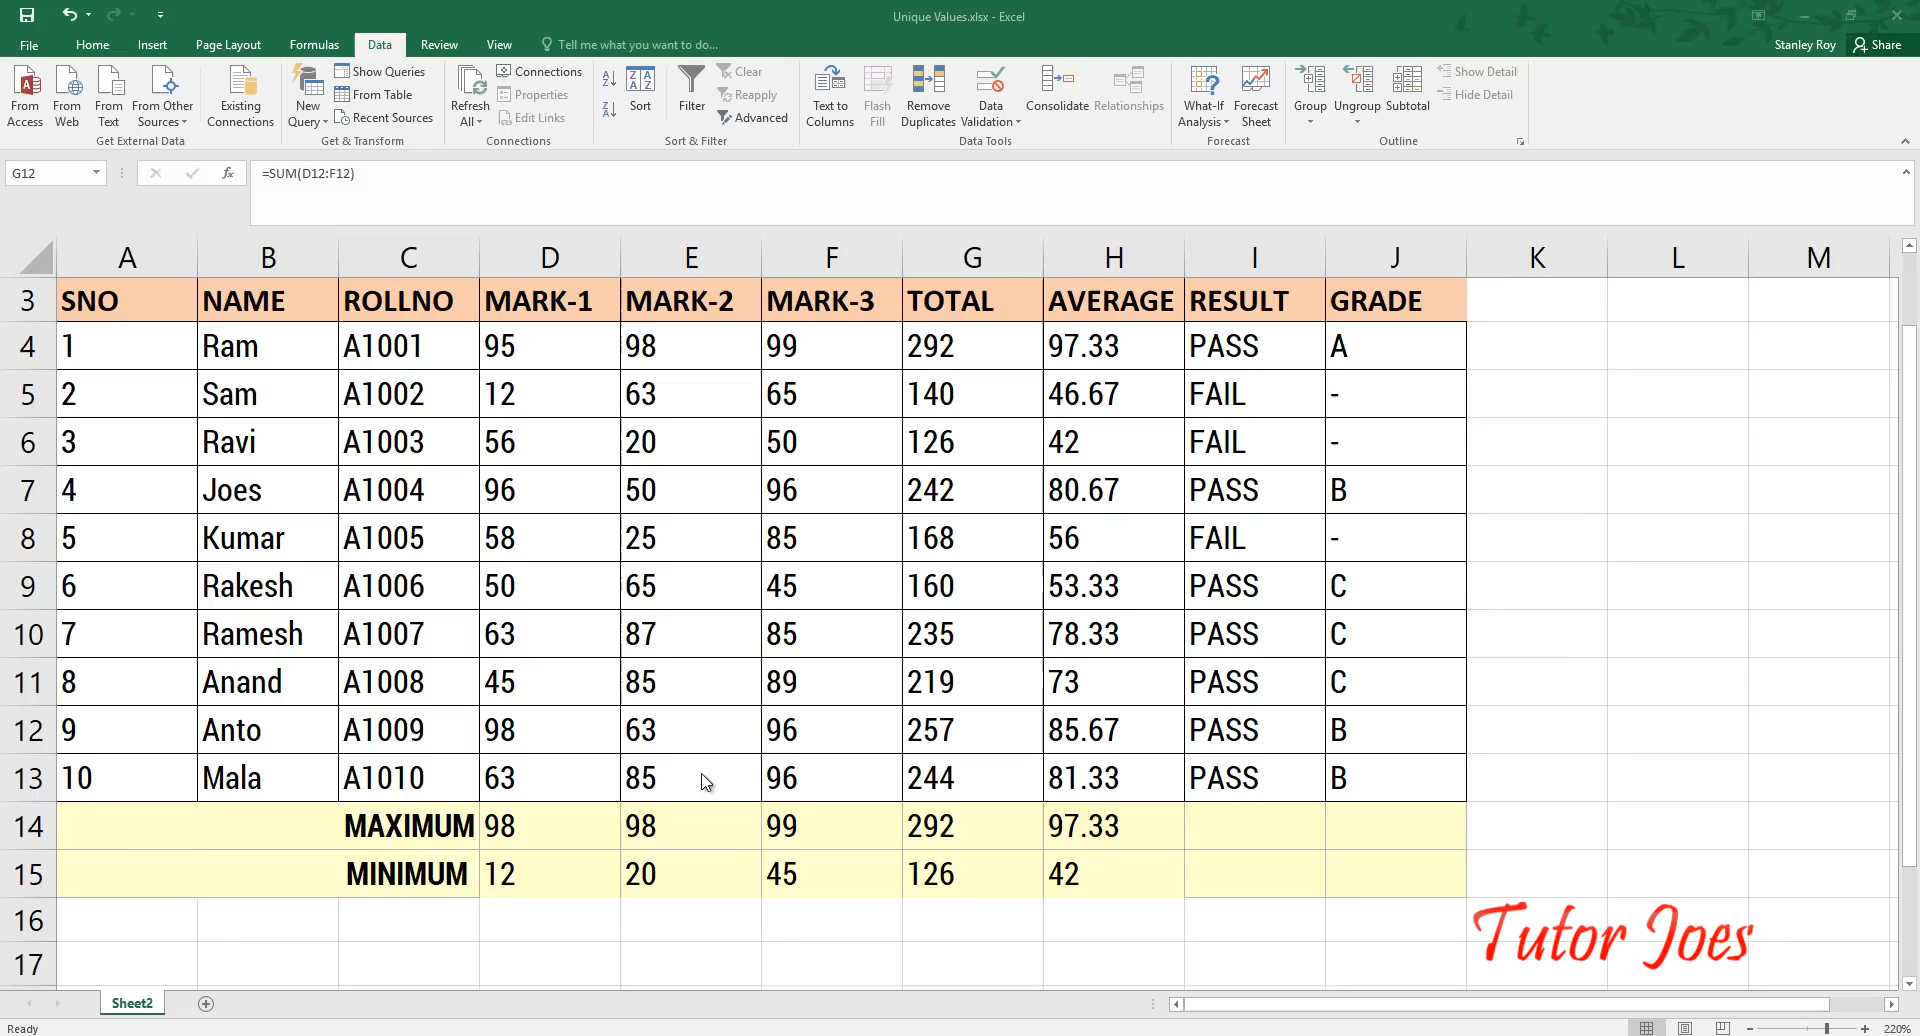 Unique Values.xlsx - Excel
File Home Insert Page Layout Formulas Data Review View Tell me what you want to do... Stanley Roy Share
From Access
From Web
From Text
From Other Sources
Existing Connections
Get External Data
New Query
Show Queries
From Table
Recent Sources
Get & Transform
Refresh All
Connections
Properties
Edit Links
Connections
Sort
Filter
Clear
Reapply
Advanced
Sort & Filter
Text to Columns
Flash Fill
Remove Duplicates
Data Validation
Consolidate
Relationships
Data Tools
What-If Analysis
Forecast Sheet
Forecast
Group
Ungroup
Subtotal
Show Detail
Hide Detail
Outline
G12 fx =SUM(D12:F12)
A B C D E F G H I J K L M
3 SNO NAME ROLLNO MARK-1 MARK-2 MARK-3 TOTAL AVERAGE RESULT GRADE
4 1 Ram A1001 95 98 99 292 97.33 PASS A
5 2 Sam A1002 12 63 65 140 46.67 FAIL -
6 3 Ravi A1003 56 20 50 126 42 FAIL -
7 4 Joes A1004 96 50 96 242 80.67 PASS B
8 5 Kumar A1005 58 25 85 168 56 FAIL -
9 6 Rakesh A1006 50 65 45 160 53.33 PASS C
10 7 Ramesh A1007 63 87 85 235 78.33 PASS C
11 8 Anand A1008 45 85 89 219 73 PASS C
12 9 Anto A1009 98 63 96 257 85.67 PASS B
13 10 Mala A1010 63 85 96 244 81.33 PASS B
14 MAXIMUM 98 98 99 292 97.33
15 MINIMUM 12 20 45 126 42
16
17
Tutor Joes
Sheet2
Ready 220%